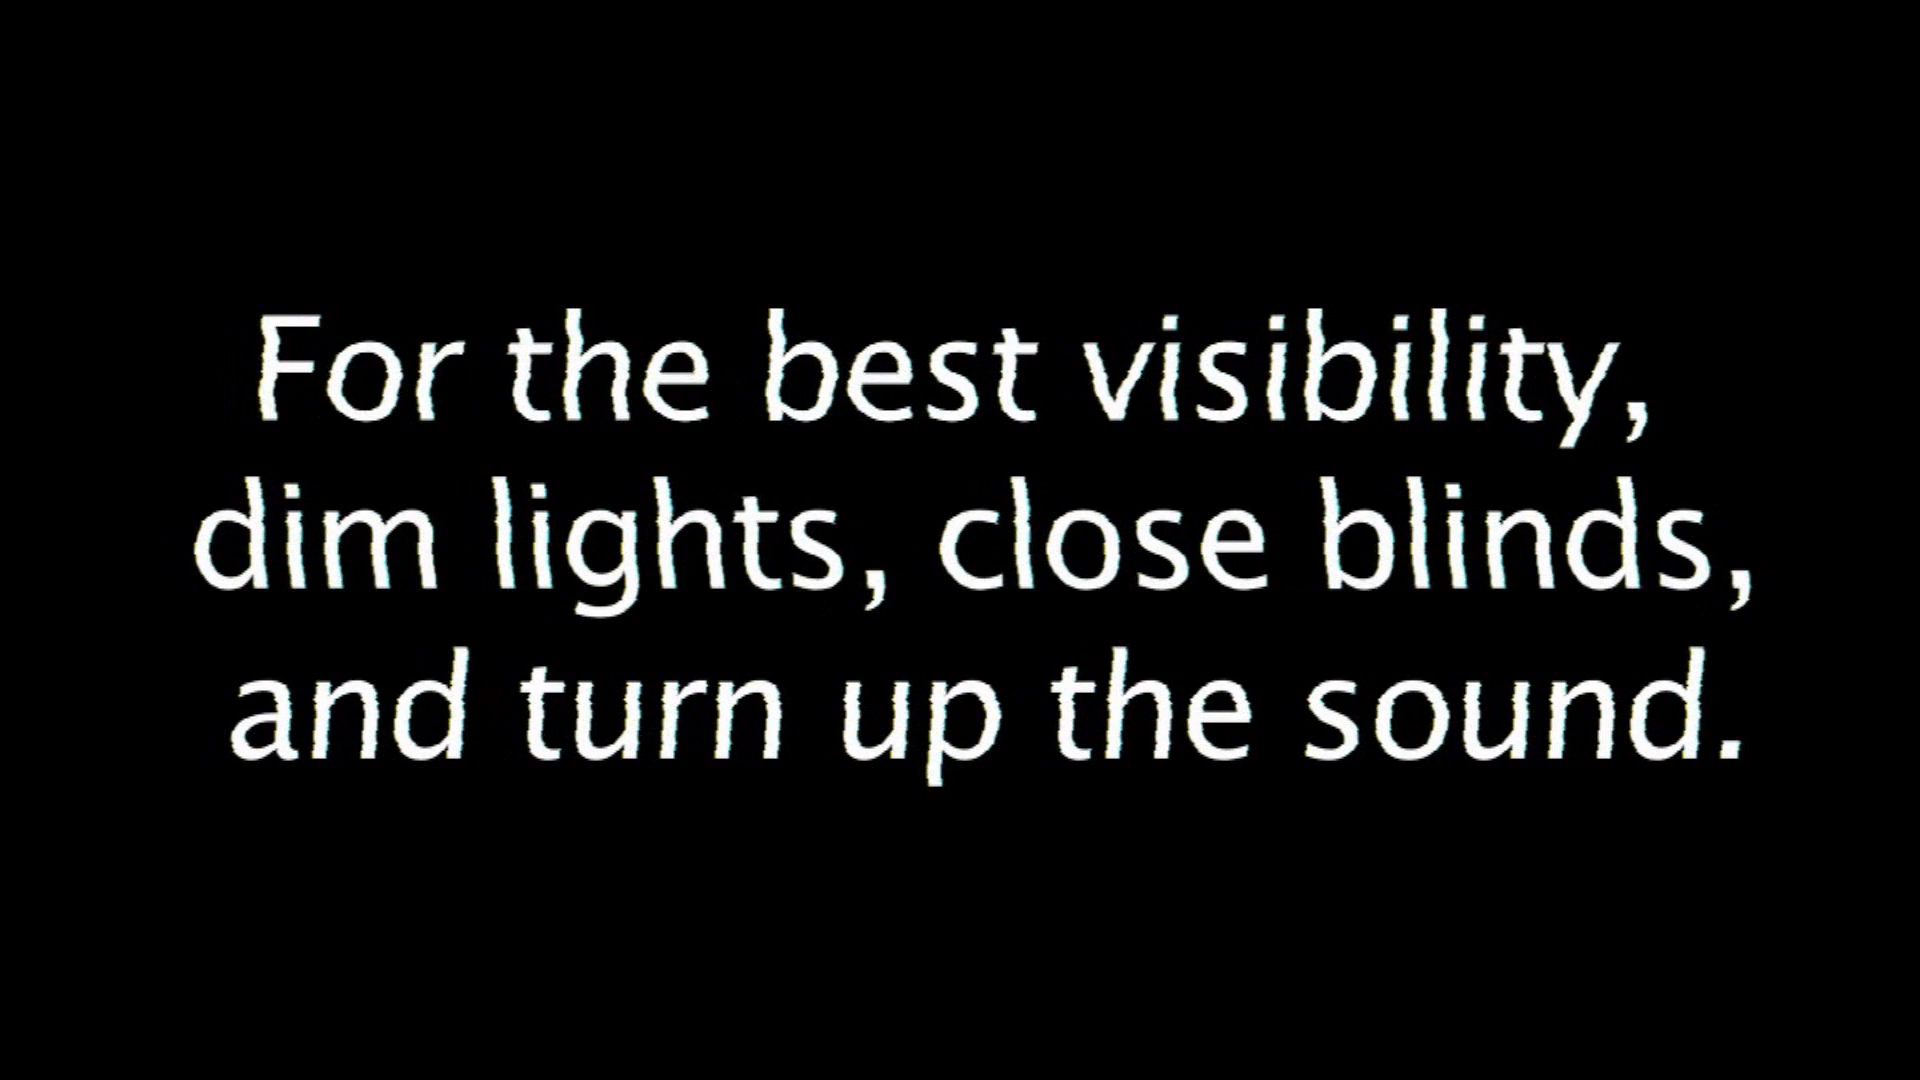 For the best visibility,
dim lights, close blinds,
and turn up the sound.